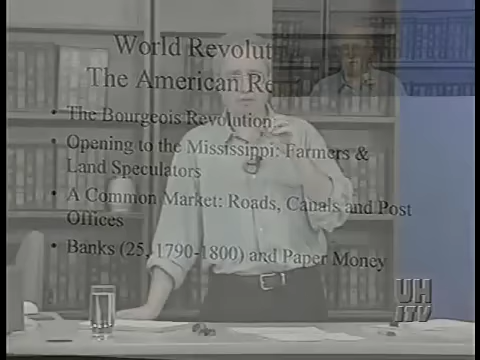 World Revolut
The American Re
• The Bourgeois Revolution:
• Opening to the Mississippi: Farmers &
Land Speculators
• A Common Market: Roads, Canals and Post
Offices
• Banks (25, 1790-1800) and Paper Money
UH
ITV